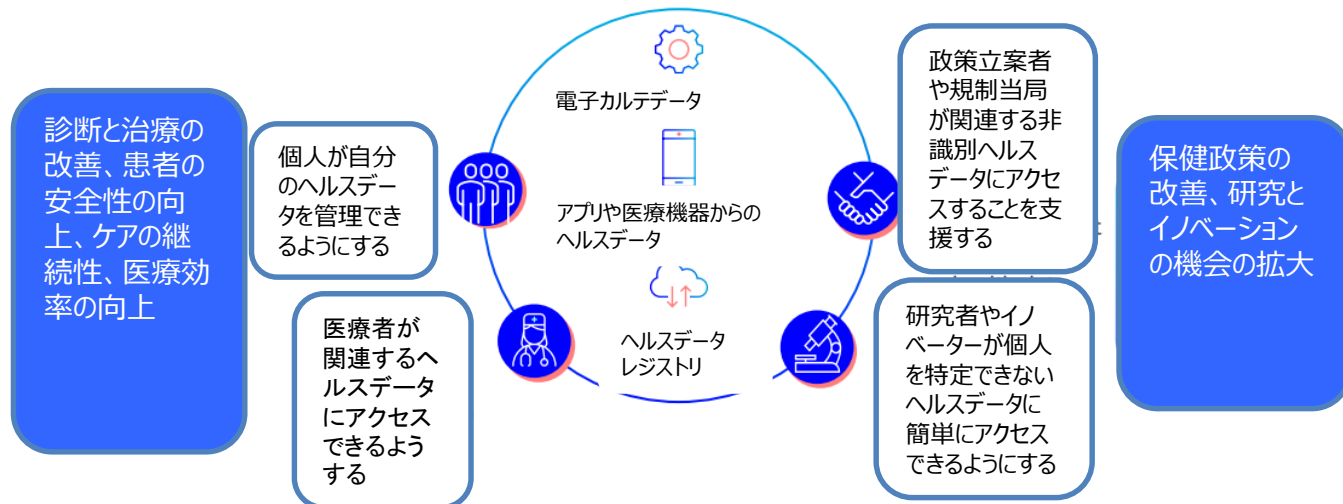 診断と治療の
改善、患者の
安全性の向
上、ケアの継
続性、医療効
率の向上
個人が自分
のヘルスデー
タを管理でき
るようにする
医療者が
関連するヘ
ルスデータ
にアクセス
できるよう
する
電子カルテデータ
アプリや医療機器からの
ヘルスデータ
ヘルスデータ
レジストリ
政策立案者
や規制当局
が関連する非
識別ヘルス
データにアクセ
スすることを支
援する
研究者やイノ
ベーターが個人
を特定できない
ヘルスデータに
簡単にアクセス
できるようにする
保健政策の
改善、研究と
イノベーション
の機会の拡大